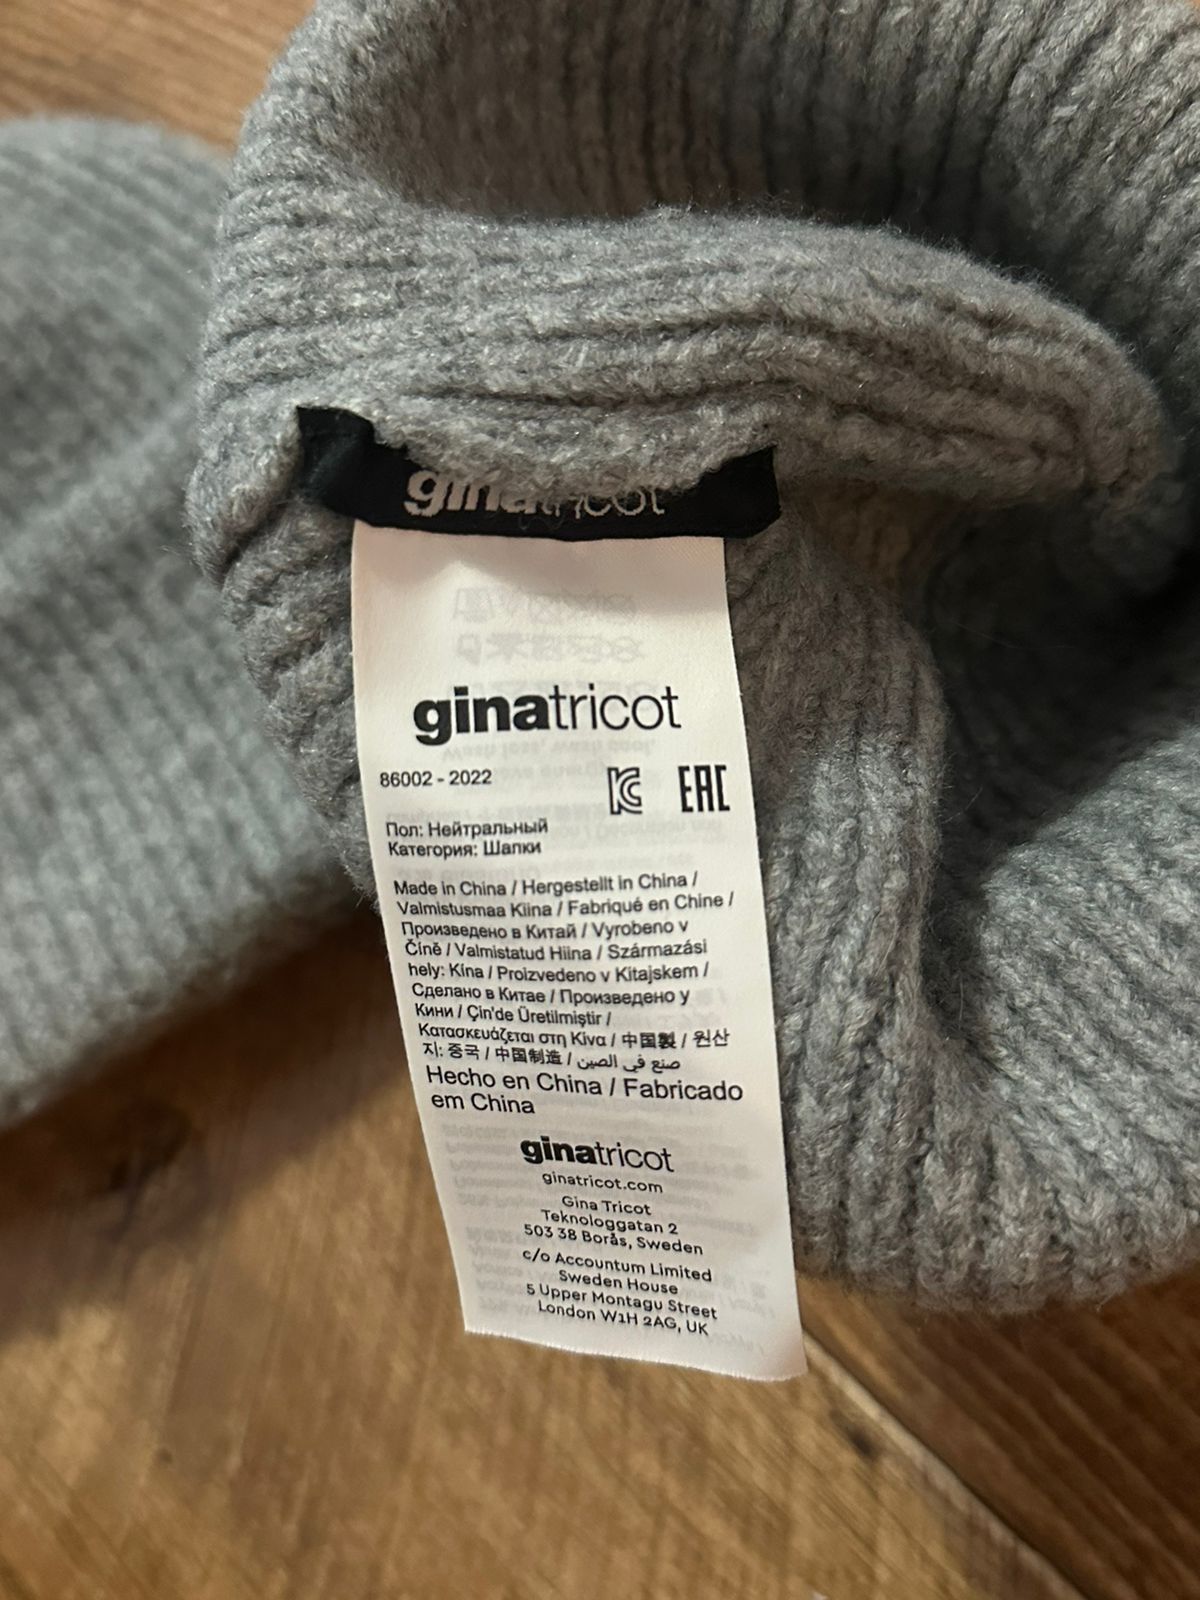 ginatricot
ginatricot
86002 - 2022
EAC
Пол: Нейтральный
Категория: Шапки
Made in China / Hergestellt in China /
Valmistusmaa Kiina / Fabriqué en Chine /
Произведено в Китай / Vyrobeno v
Číně / Valmistatud Hiina / Származási
hely: Kína / Proizvedeno v Kitajskem /
Сделано в Китае / Произведено у
Кини / Çin'de Üretilmiştir /
Κατασκευάζεται στη Κίνα / 中国製 / 원산
지: 중국 / 中国制造 / صنع في الصين
Hecho en China / Fabricado
em China
ginatricot
ginatricot.com
Gina Tricot
Teknologgatan 2
503 38 Borås, Sweden
c/o Accountum Limited
Sweden House
5 Upper Montagu Street
London W1H 2AG, UK